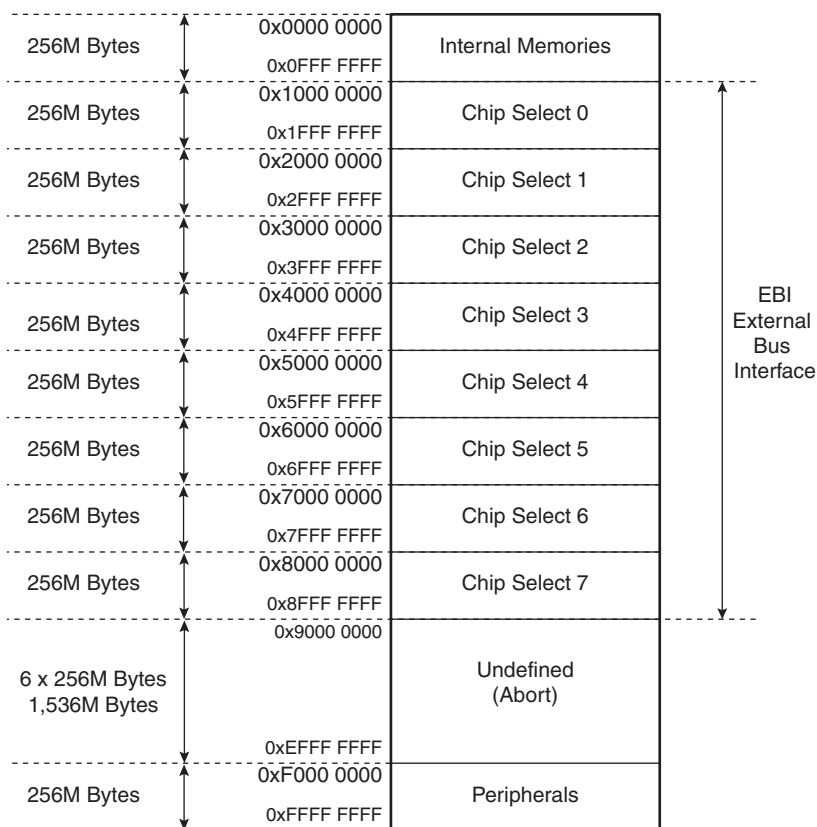 256M Bytes
0x0000 0000
0x0FFF FFFF
Internal Memories
256M Bytes
0x1000 0000
0x1FFF FFFF
Chip Select 0
256M Bytes
0x2000 0000
0x2FFF FFFF
Chip Select 1
256M Bytes
0x3000 0000
0x3FFF FFFF
Chip Select 2
256M Bytes
0x4000 0000
0x4FFF FFFF
Chip Select 3
256M Bytes
0x5000 0000
0x5FFF FFFF
Chip Select 4
256M Bytes
0x6000 0000
0x6FFF FFFF
Chip Select 5
256M Bytes
0x7000 0000
0x7FFF FFFF
Chip Select 6
256M Bytes
0x8000 0000
0x8FFF FFFF
Chip Select 7
EBI
External
Bus
Interface
6 x 256M Bytes
1,536M Bytes
0x9000 0000
0xEFFF FFFF
Undefined
(Abort)
256M Bytes
0xF000 0000
0xFFFF FFFF
Peripherals